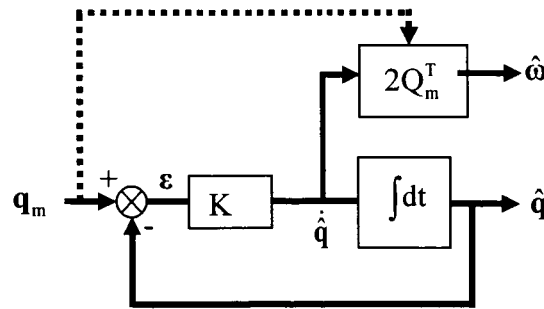 2Q_m^T
ω̂
q_m
+
-
ε
K
q̂̇
∫dt
q̂